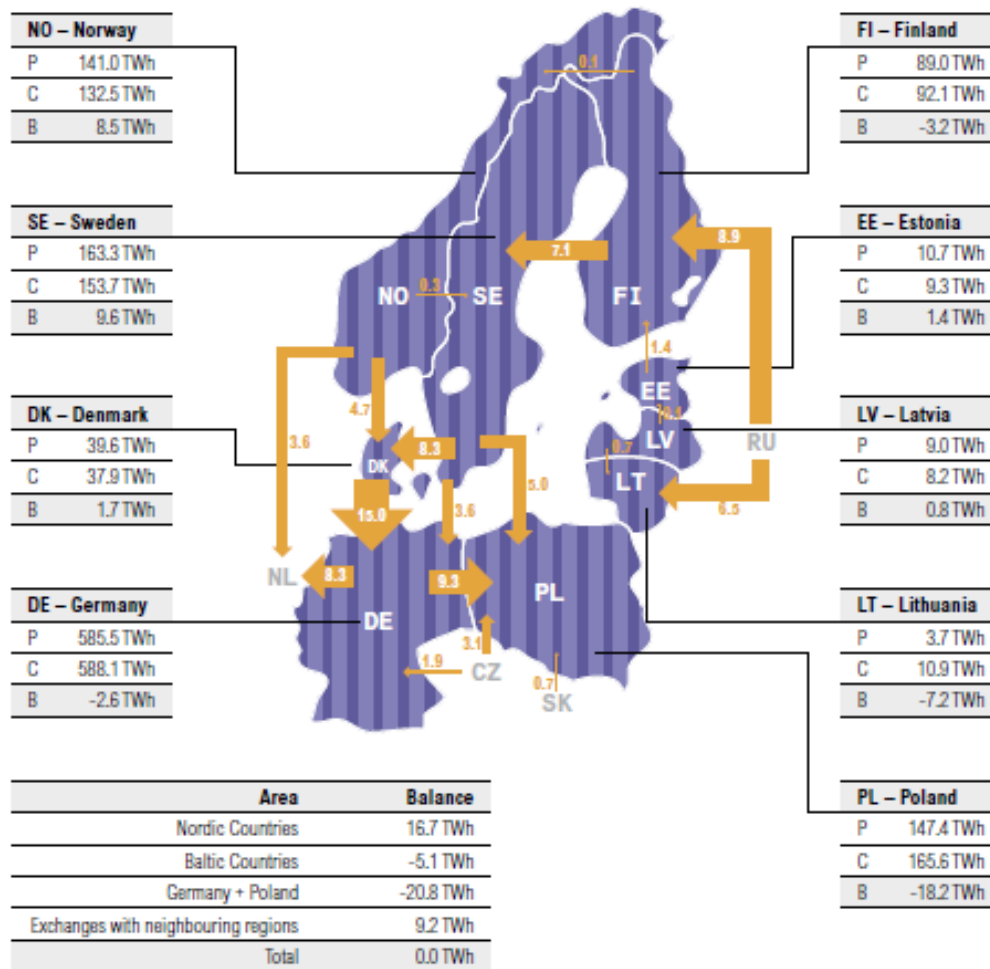 NO – Norway
P 141.0 TWh
C 132.5 TWh
B 8.5 TWh
SE – Sweden
P 163.3 TWh
C 153.7 TWh
B 9.6 TWh
DK – Denmark
P 39.6 TWh
C 37.9 TWh
B 1.7 TWh
DE – Germany
P 585.5 TWh
C 588.1 TWh
B -2.6 TWh
0.1
8.9
7.1
NO
0.3
SE
FI
1.4
EE
4.7
3.6
8.3
DK
LV
RU
0.7
LT
5.0
15.0
3.6
6.5
NL
8.3
9.3
PL
DE
3.1
1.9
CZ
0.7
SK
FI – Finland
P 89.0 TWh
C 92.1 TWh
B -3.2 TWh
EE – Estonia
P 10.7 TWh
C 9.3 TWh
B 1.4 TWh
LV – Latvia
P 9.0 TWh
C 8.2 TWh
B 0.8 TWh
LT – Lithuania
P 3.7 TWh
C 10.9 TWh
B -7.2 TWh
PL – Poland
P 147.4 TWh
C 165.6 TWh
B -18.2 TWh
Area Balance
Nordic Countries 16.7 TWh
Baltic Countries -5.1 TWh
Germany + Poland -20.8 TWh
Exchanges with neighbouring regions 9.2 TWh
Total 0.0 TWh